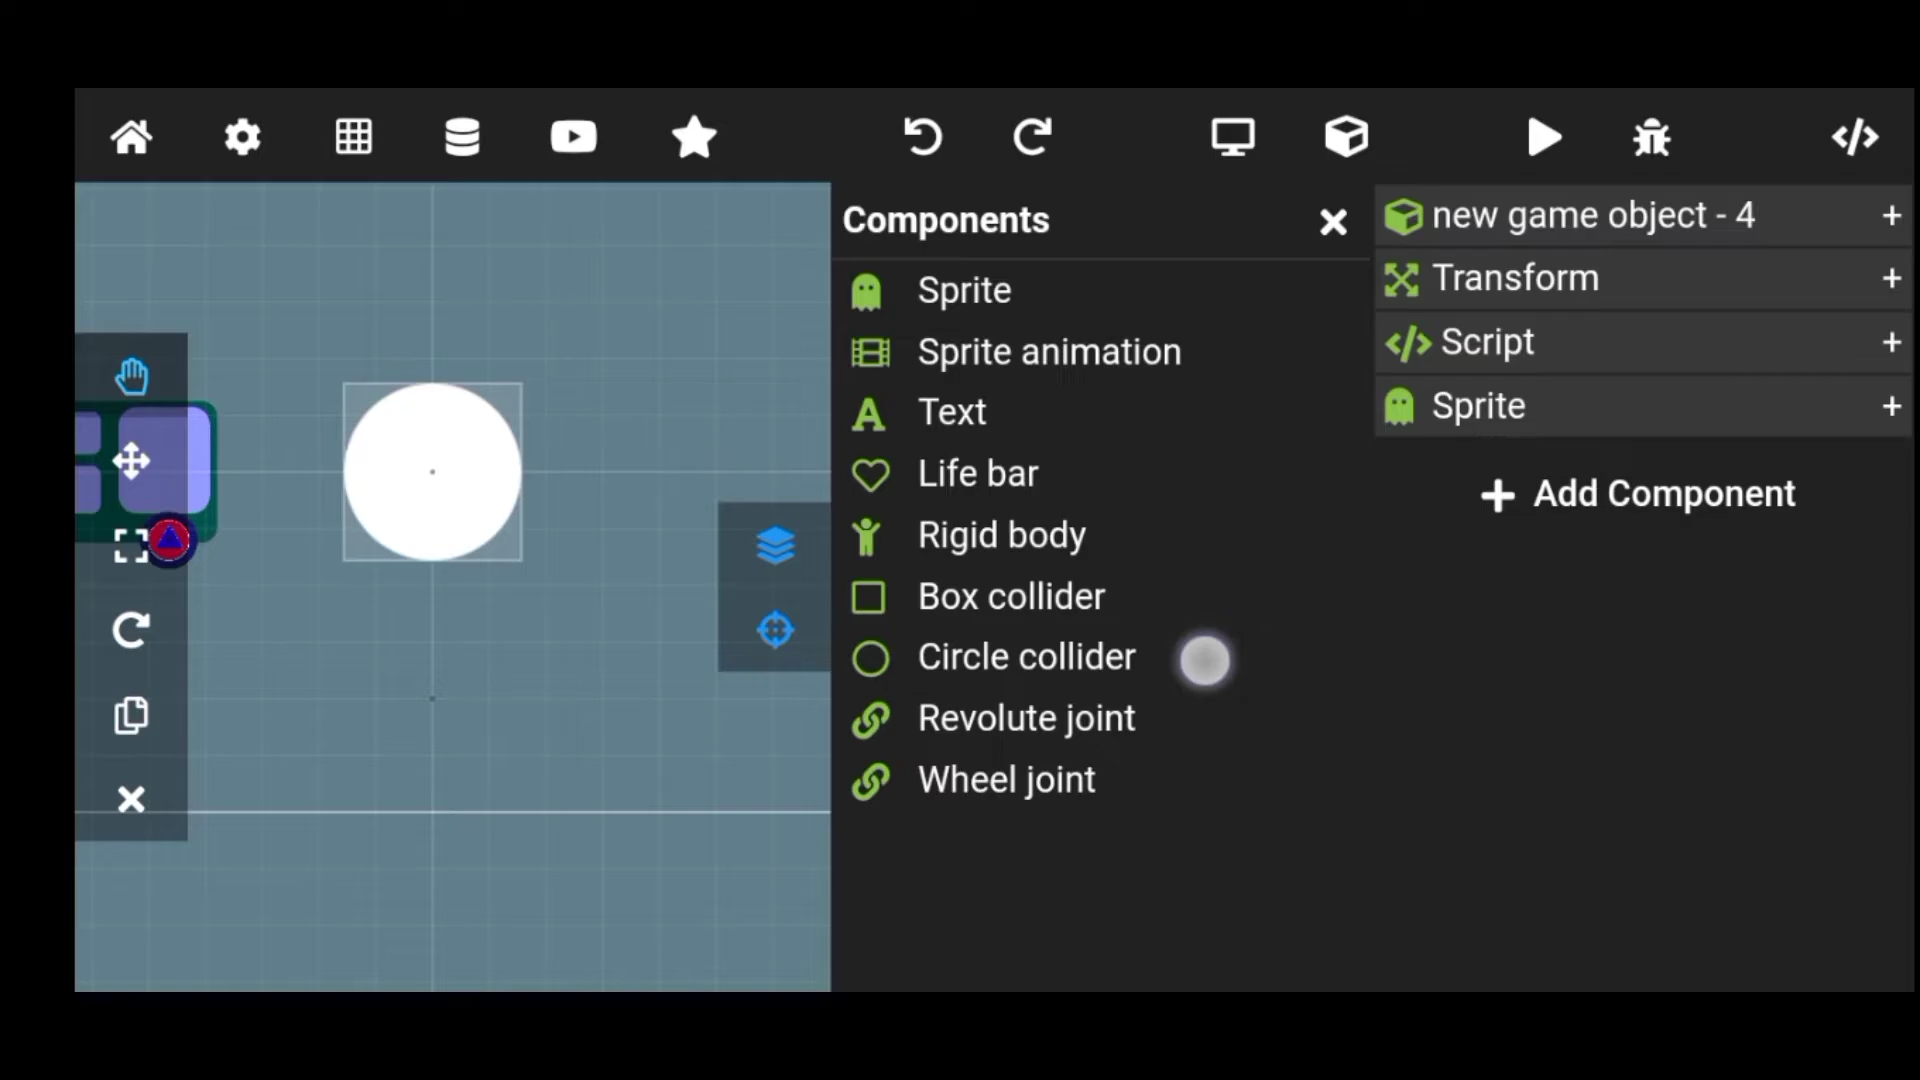 Components
Sprite
Sprite animation
Text
Life bar
Rigid body
Box collider
Circle collider
Revolute joint
Wheel joint
new game object - 4 +
Transform +
Script +
Sprite +
+ Add Component